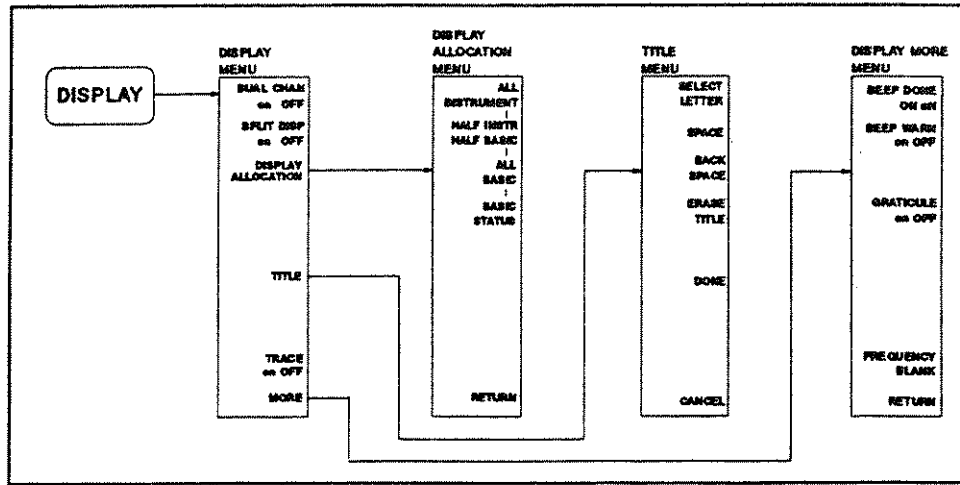 DISPLAY
DISPLAY
MENU
DUAL CHAN
on OFF
SPLIT DISP
on OFF
DISPLAY
ALLOCATION
TITLE
TRACE
on OFF
MORE
DISPLAY
ALLOCATION
MENU
ALL
INSTRUMENT
HALF INSTR
HALF BASIC
ALL
BASIC
BASIC
STATUS
RETURN
TITLE
MENU
SELECT
LETTER
SPACE
BACK
SPACE
ERASE
TITLE
DONE
CANCEL
DISPLAY MORE
MENU
BEEP DONE
ON
BEEP WARN
on OFF
GRATICULE
on OFF
FREQUENCY
BLANK
RETURN